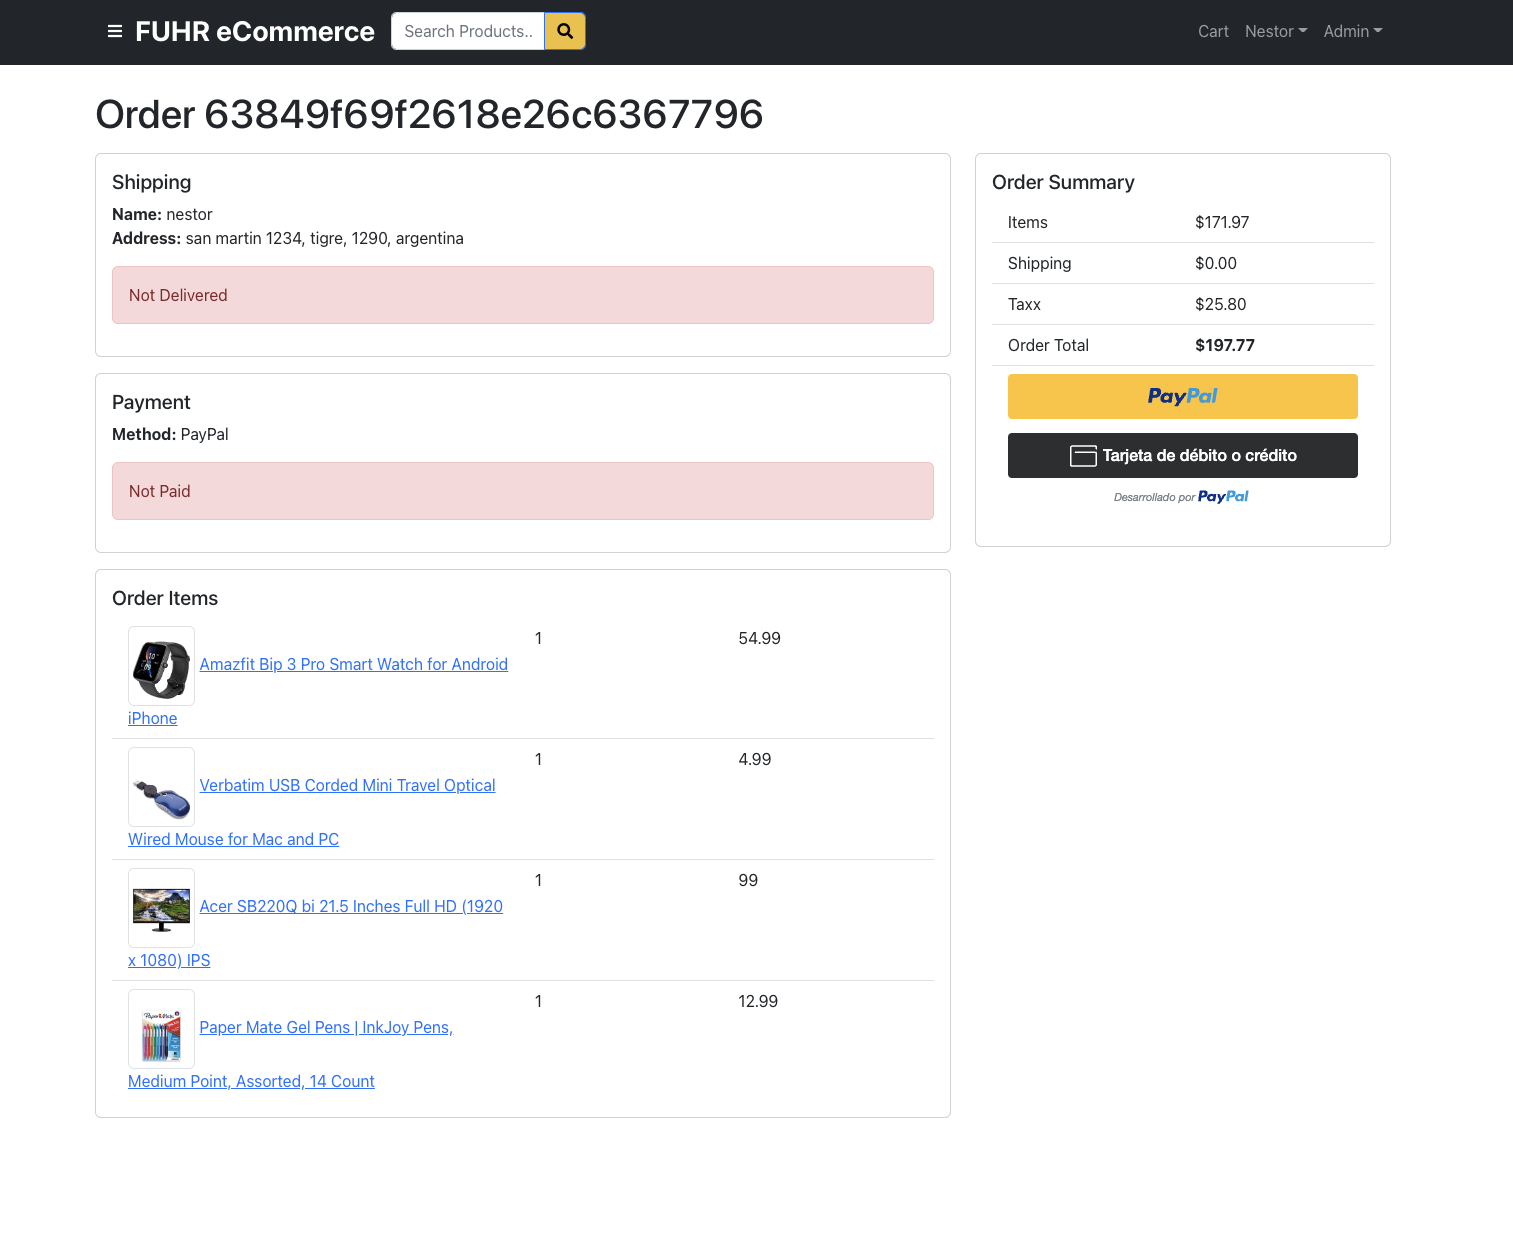 FUHR eCommerce
Search Products..
Cart
Nestor
Admin
Order 63849f69f2618e26c6367796
Shipping
Name: nestor
Address: san martin 1234, tigre, 1290, argentina
Not Delivered
Payment
Method: PayPal
Not Paid
Order Items
Amazfit Bip 3 Pro Smart Watch for Android 1 54.99
iPhone
Verbatim USB Corded Mini Travel Optical 1 4.99
Wired Mouse for Mac and PC
Acer SB220Q bi 21.5 Inches Full HD (1920 1 99
x 1080) IPS
Paper Mate Gel Pens | InkJoy Pens, 1 12.99
Medium Point, Assorted, 14 Count
Order Summary
Items $171.97
Shipping $0.00
Taxx $25.80
Order Total $197.77
PayPal
Tarjeta de débito o crédito
Desarrollado por PayPal